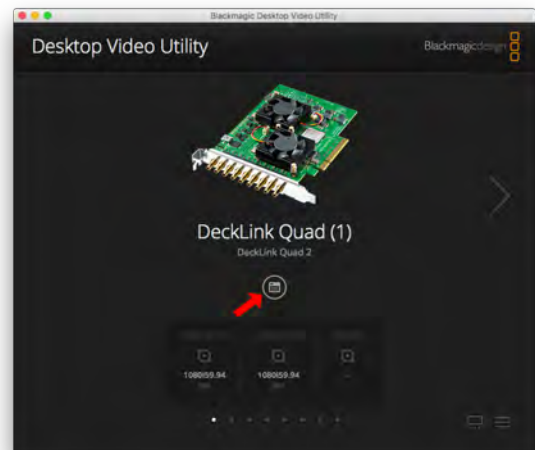 Blackmagic Desktop Video Utility
Desktop Video Utility
Blackmagicdesign
DeckLink Quad (1)
DeckLink Quad 2
1080i59.94
1080i59.94